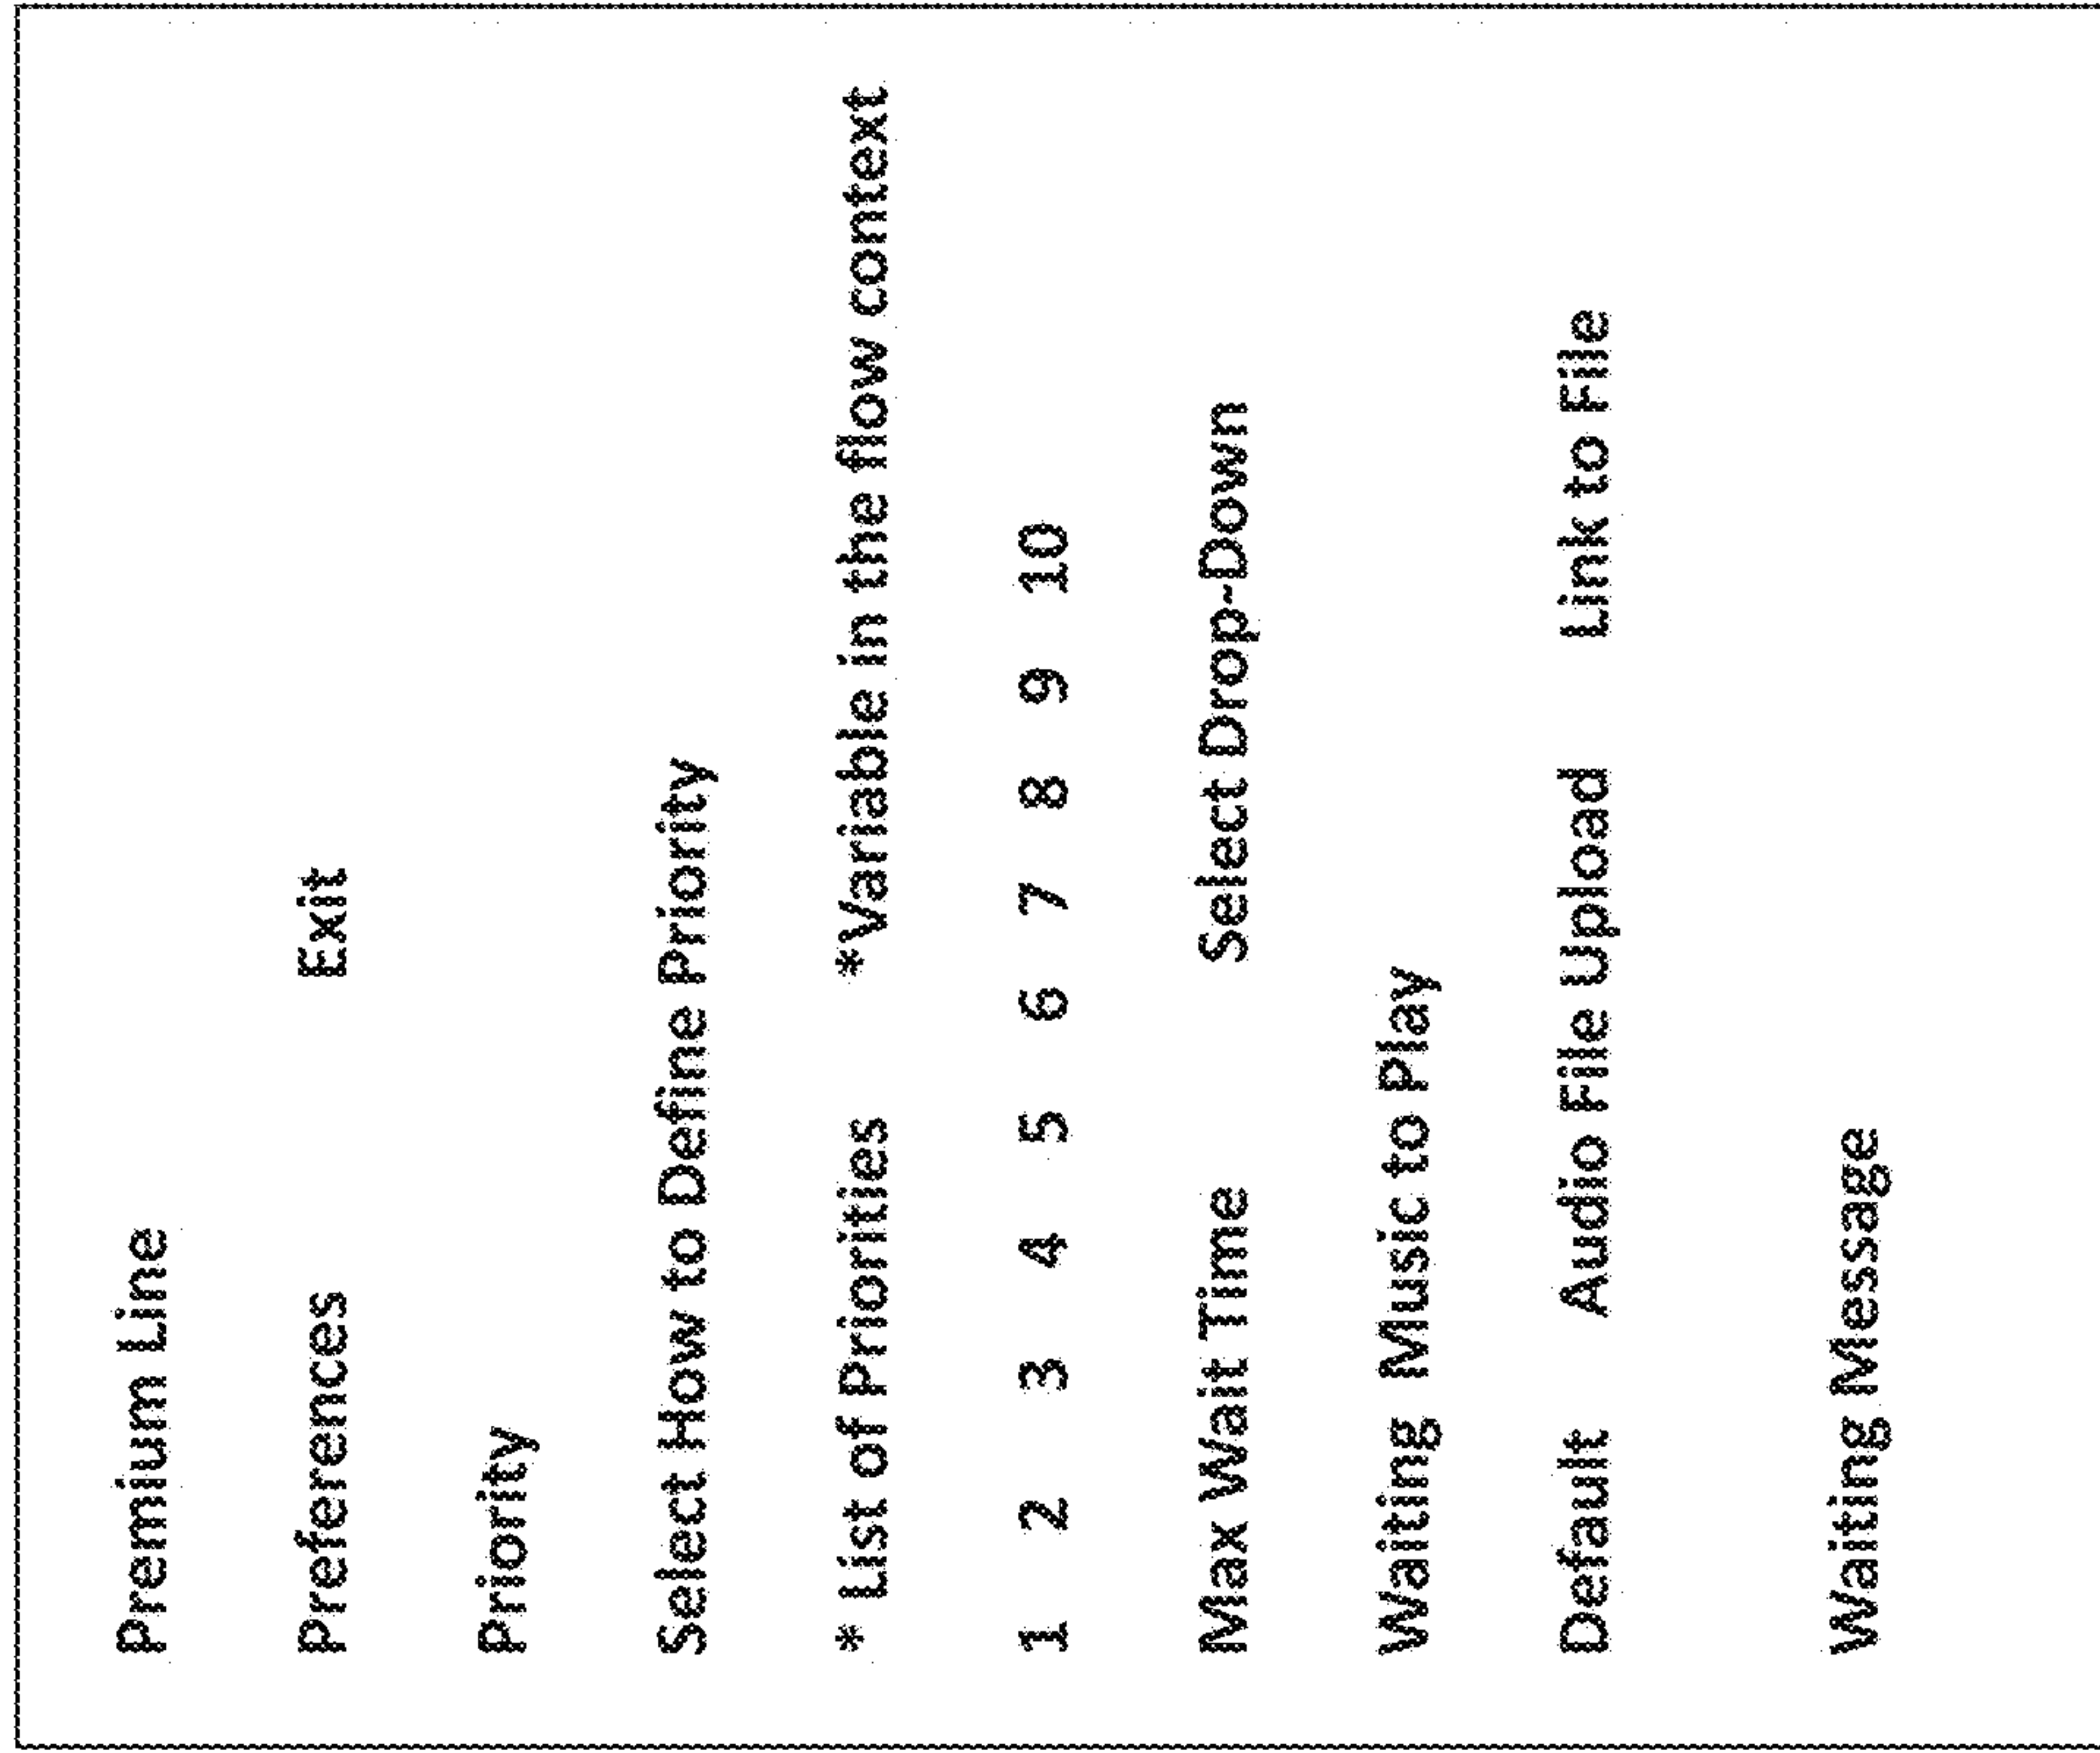 Premium Line
Preferences Exit
Priority
Select How to Define Priority
* List of Priorities *Variable in the flow context
1 2 3 4 5 6 7 8 9 10
Max Wait Time Select Drop-Down
Waiting Music to Play
Default Audio File Upload Link to File
Waiting Message